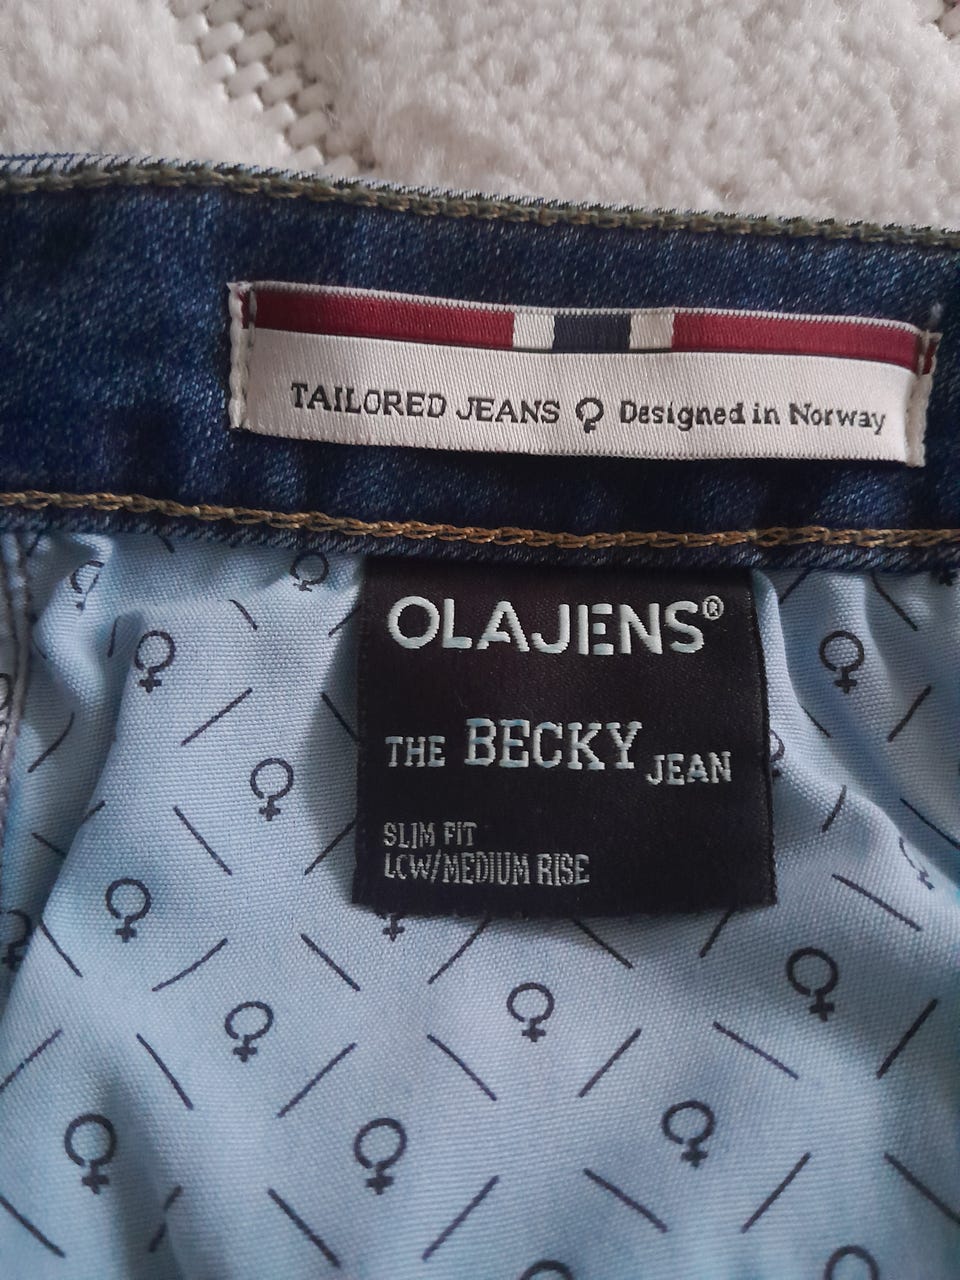 TAILORED JEANS Designed in Norway
OLAJENS®
THE BECKY JEAN
SLIM FIT
LOW/MEDIUM RISE